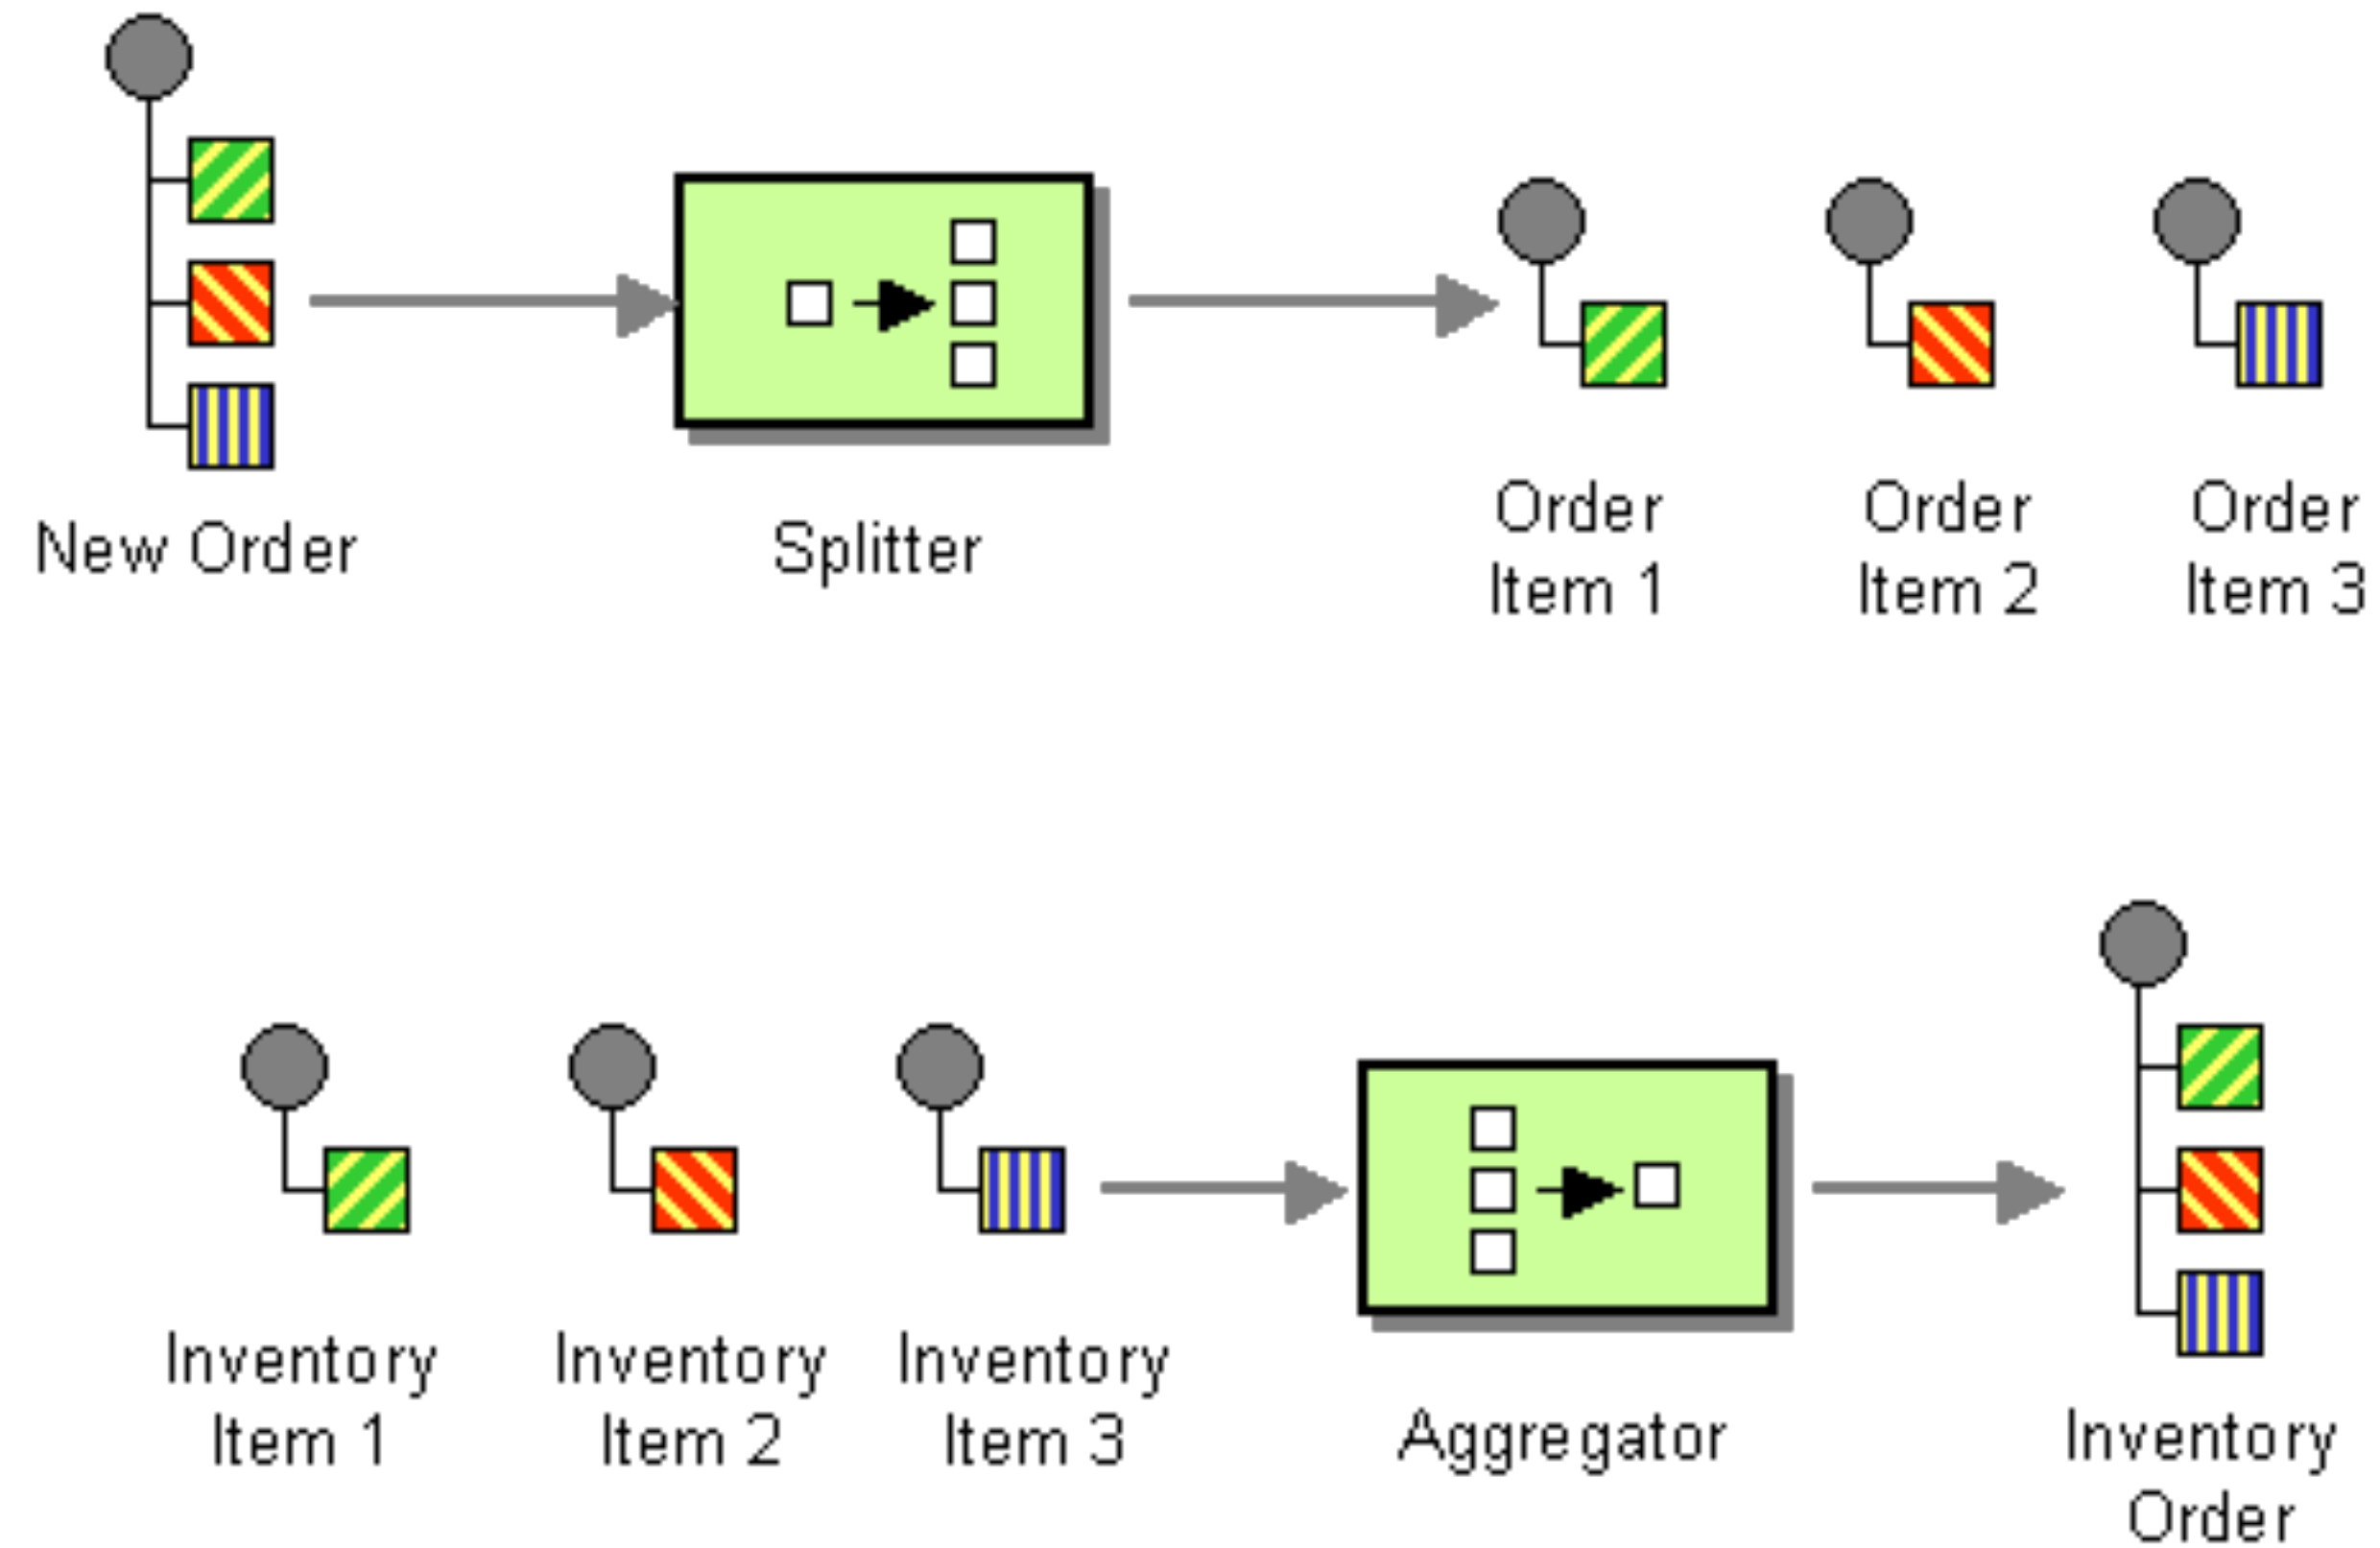 New Order
Splitter
Order
Item 1
Order
Item 2
Order
Item 3
Inventory
Item 1
Inventory
Item 2
Inventory
Item 3
Aggregator
Inventory
Order